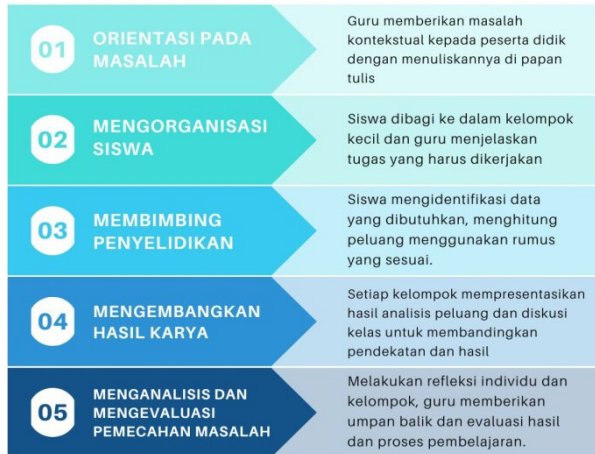 01
ORIENTASI PADA
MASALAH
Guru memberikan masalah
kontekstual kepada peserta didik
dengan menuliskannya di papan
tulis
02
MENGORGANISASI
SISWA
Siswa dibagi ke dalam kelompok
kecil dan guru menjelaskan
tugas yang harus dikerjakan
03
MEMBIMBING
PENYELIDIKAN
Siswa mengidentifikasi data
yang dibutuhkan, menghitung
peluang menggunakan rumus
yang sesuai.
04
MENGEMBANGKAN
HASIL KARYA
Setiap kelompok mempresentasikan
hasil analisis peluang dan diskusi
kelas untuk membandingkan
pendekatan dan hasil
05
MENGANALISIS DAN
MENGEVALUASI
PEMECAHAN MASALAH
Melakukan refleksi individu dan
kelompok, guru memberikan
umpan balik dan evaluasi hasil
dan proses pembelajaran.